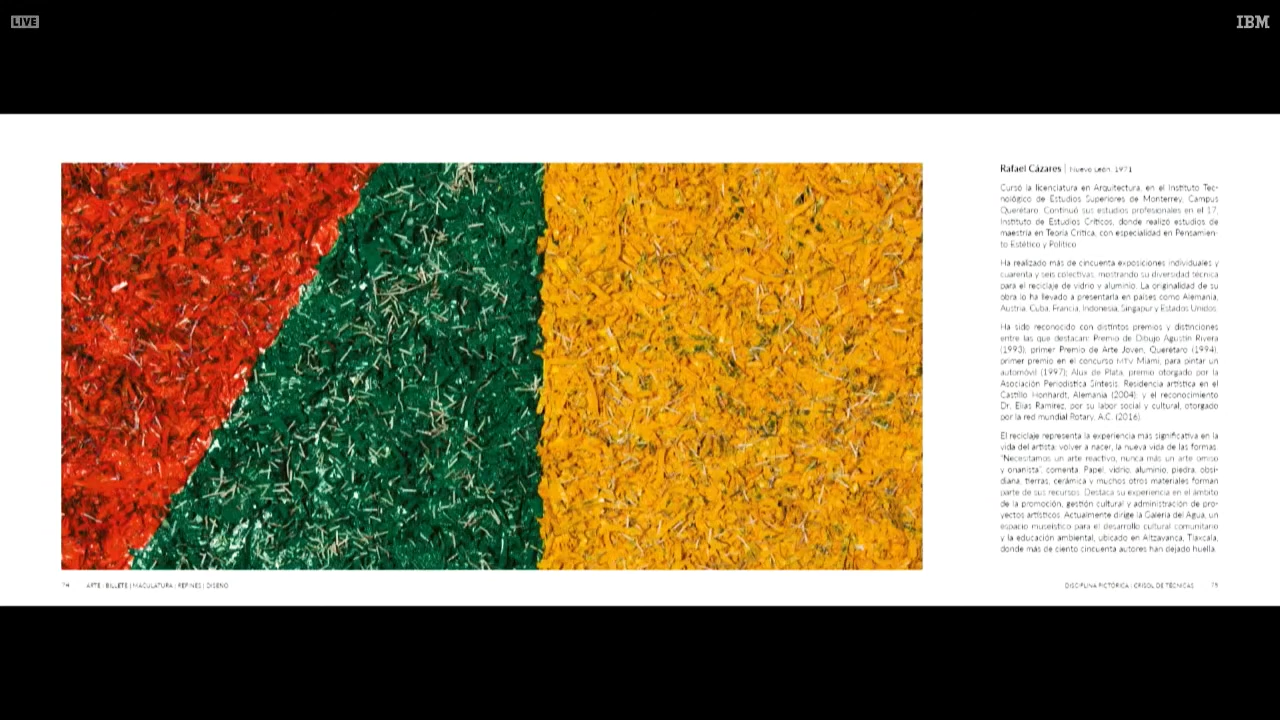 LIVE
IBM
Rafael Cázares | Nuevo León, 1971
Cursó la licenciatura en Arquitectura, en el Instituto Tec-
nológico de Estudios Superiores de Monterrey, Campus
Querétaro. Continuó sus estudios profesionales en el 17,
Instituto de Estudios Críticos, donde realizó estudios de
maestría en Teoría Crítica, con especialidad en Pensamien-
to Estético y Político.
Ha realizado más de cincuenta exposiciones individuales y
cuarenta y seis colectivas, mostrando su diversidad técnica
para el reciclaje de vidrio y aluminio. La originalidad de su
obra lo ha llevado a presentarla en países como Alemania,
Austria, Cuba, Francia, Indonesia, Singapur y Estados Unidos.
Ha sido reconocido con distintos premios y distinciones
entre las que destacan: Premio de Dibujo Agustín Rivera
(1993), primer Premio de Arte Joven, Querétaro (1994),
primer premio en el concurso MTV Miami, para pintar un
automóvil (1997); Alux de Plata, premio otorgado por la
Asociación Periodística Síntesis, Residencia artística en el
Castillo Honhardt, Alemania (2004); y el reconocimiento
Dr. Elías Ramírez, por su labor social y cultural, otorgado
por la red mundial Rotary, A.C. (2016).
El reciclaje representa la experiencia más significativa en la
vida del artista: volver a nacer, la nueva vida de las formas.
"Necesitamos un arte reactivo, nunca más un arte omiso
y onanista", comenta. Papel, vidrio, aluminio, piedra, obsi-
diana, tierras, cerámica y muchos otros materiales forman
parte de sus recursos. Destaca su experiencia en el ámbito
de la promoción, gestión cultural y administración de pro-
yectos artísticos. Actualmente dirige la Galería del Agua, un
espacio museístico para el desarrollo cultural comunitario
y la educación ambiental, ubicado en Altzayanca, Tlaxcala,
donde más de ciento cincuenta autores han dejado huella.
ARTE | BILLETE | MACULATURA | REFINES | DISEÑO
DISCIPLINA PICTÓRICA | CRISOL DE TÉCNICAS